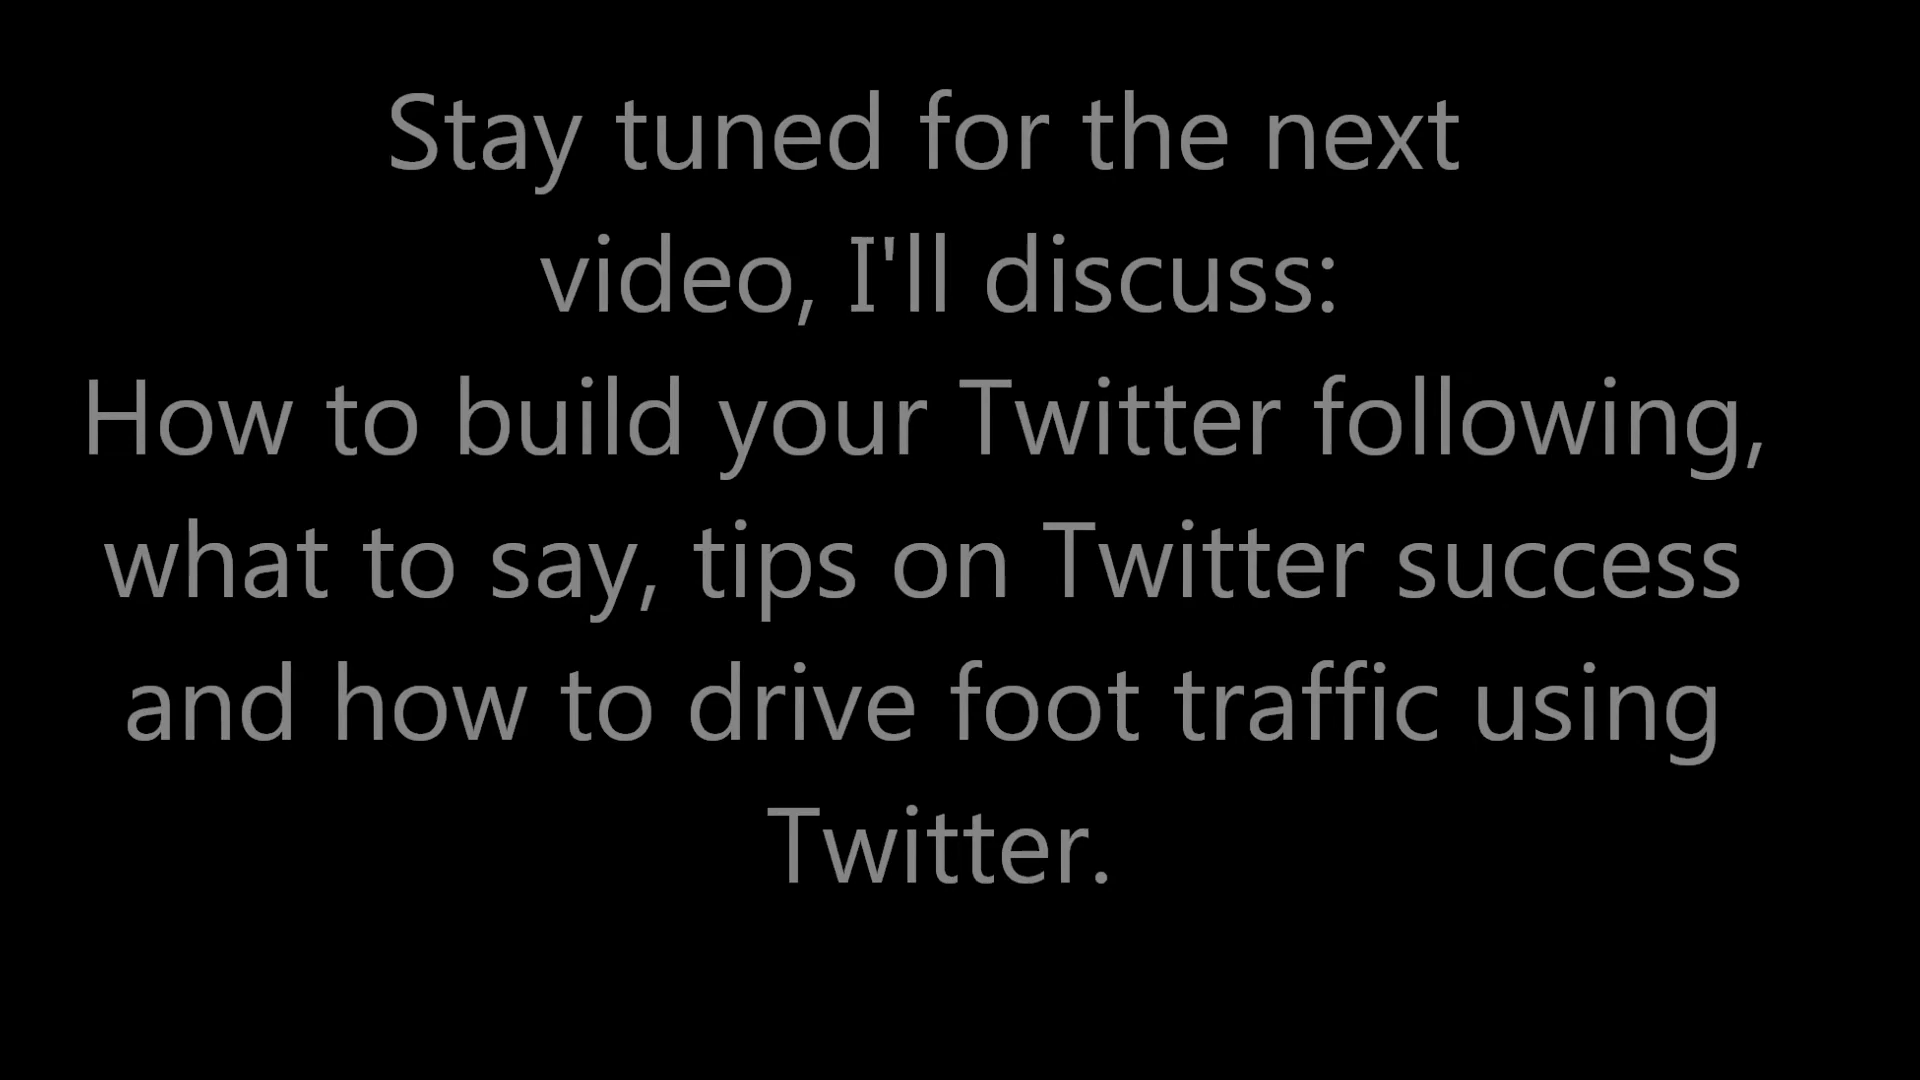 Stay tuned for the next
video, I'll discuss:
How to build your Twitter following,
what to say, tips on Twitter success
and how to drive foot traffic using
Twitter.